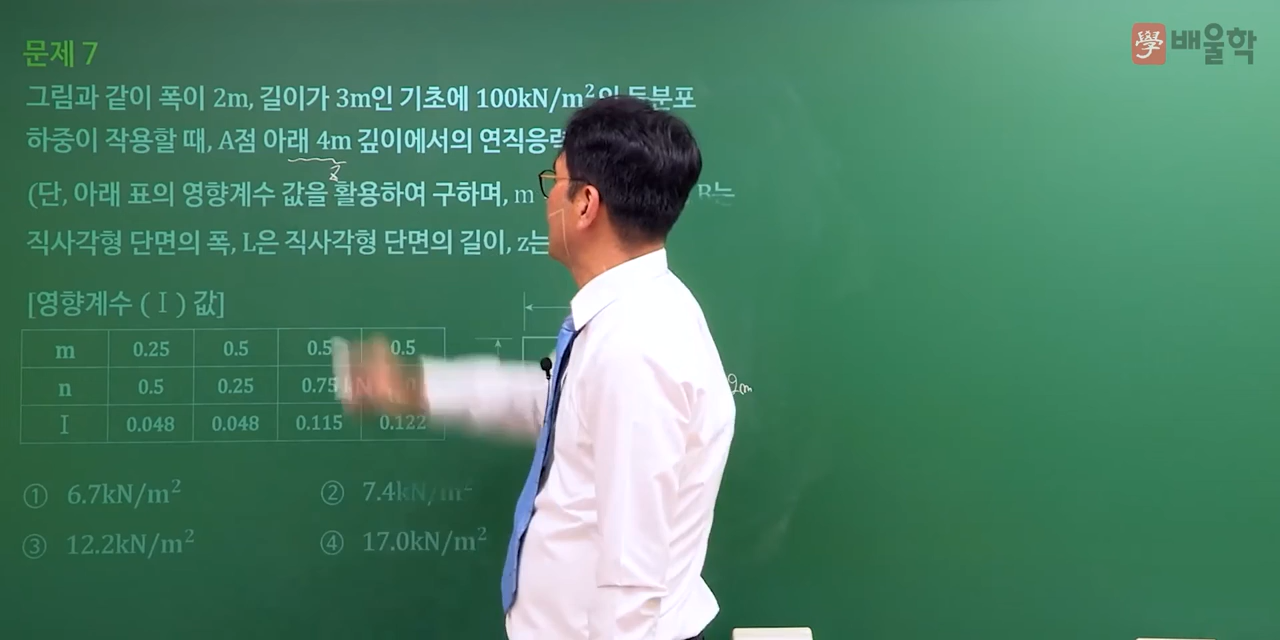 學 배울학
문제 7
그림과 같이 폭이 2m, 길이가 3m인 기초에 100kN/m²의 등분포
하중이 작용할 때, A점 아래 4m 깊이에서의 연직응력
z
(단, 아래 표의 영향계수 값을 활용하여 구하며, m B는
직사각형 단면의 폭, L은 직사각형 단면의 길이, z는
[영향계수 ( I ) 값]
m 0.25 0.5 0.5 0.5
n 0.5 0.25 0.75
2m
I 0.048 0.048 0.115 0.122
① 6.7kN/m² ② 7.4kN/m²
③ 12.2kN/m² ④ 17.0kN/m²